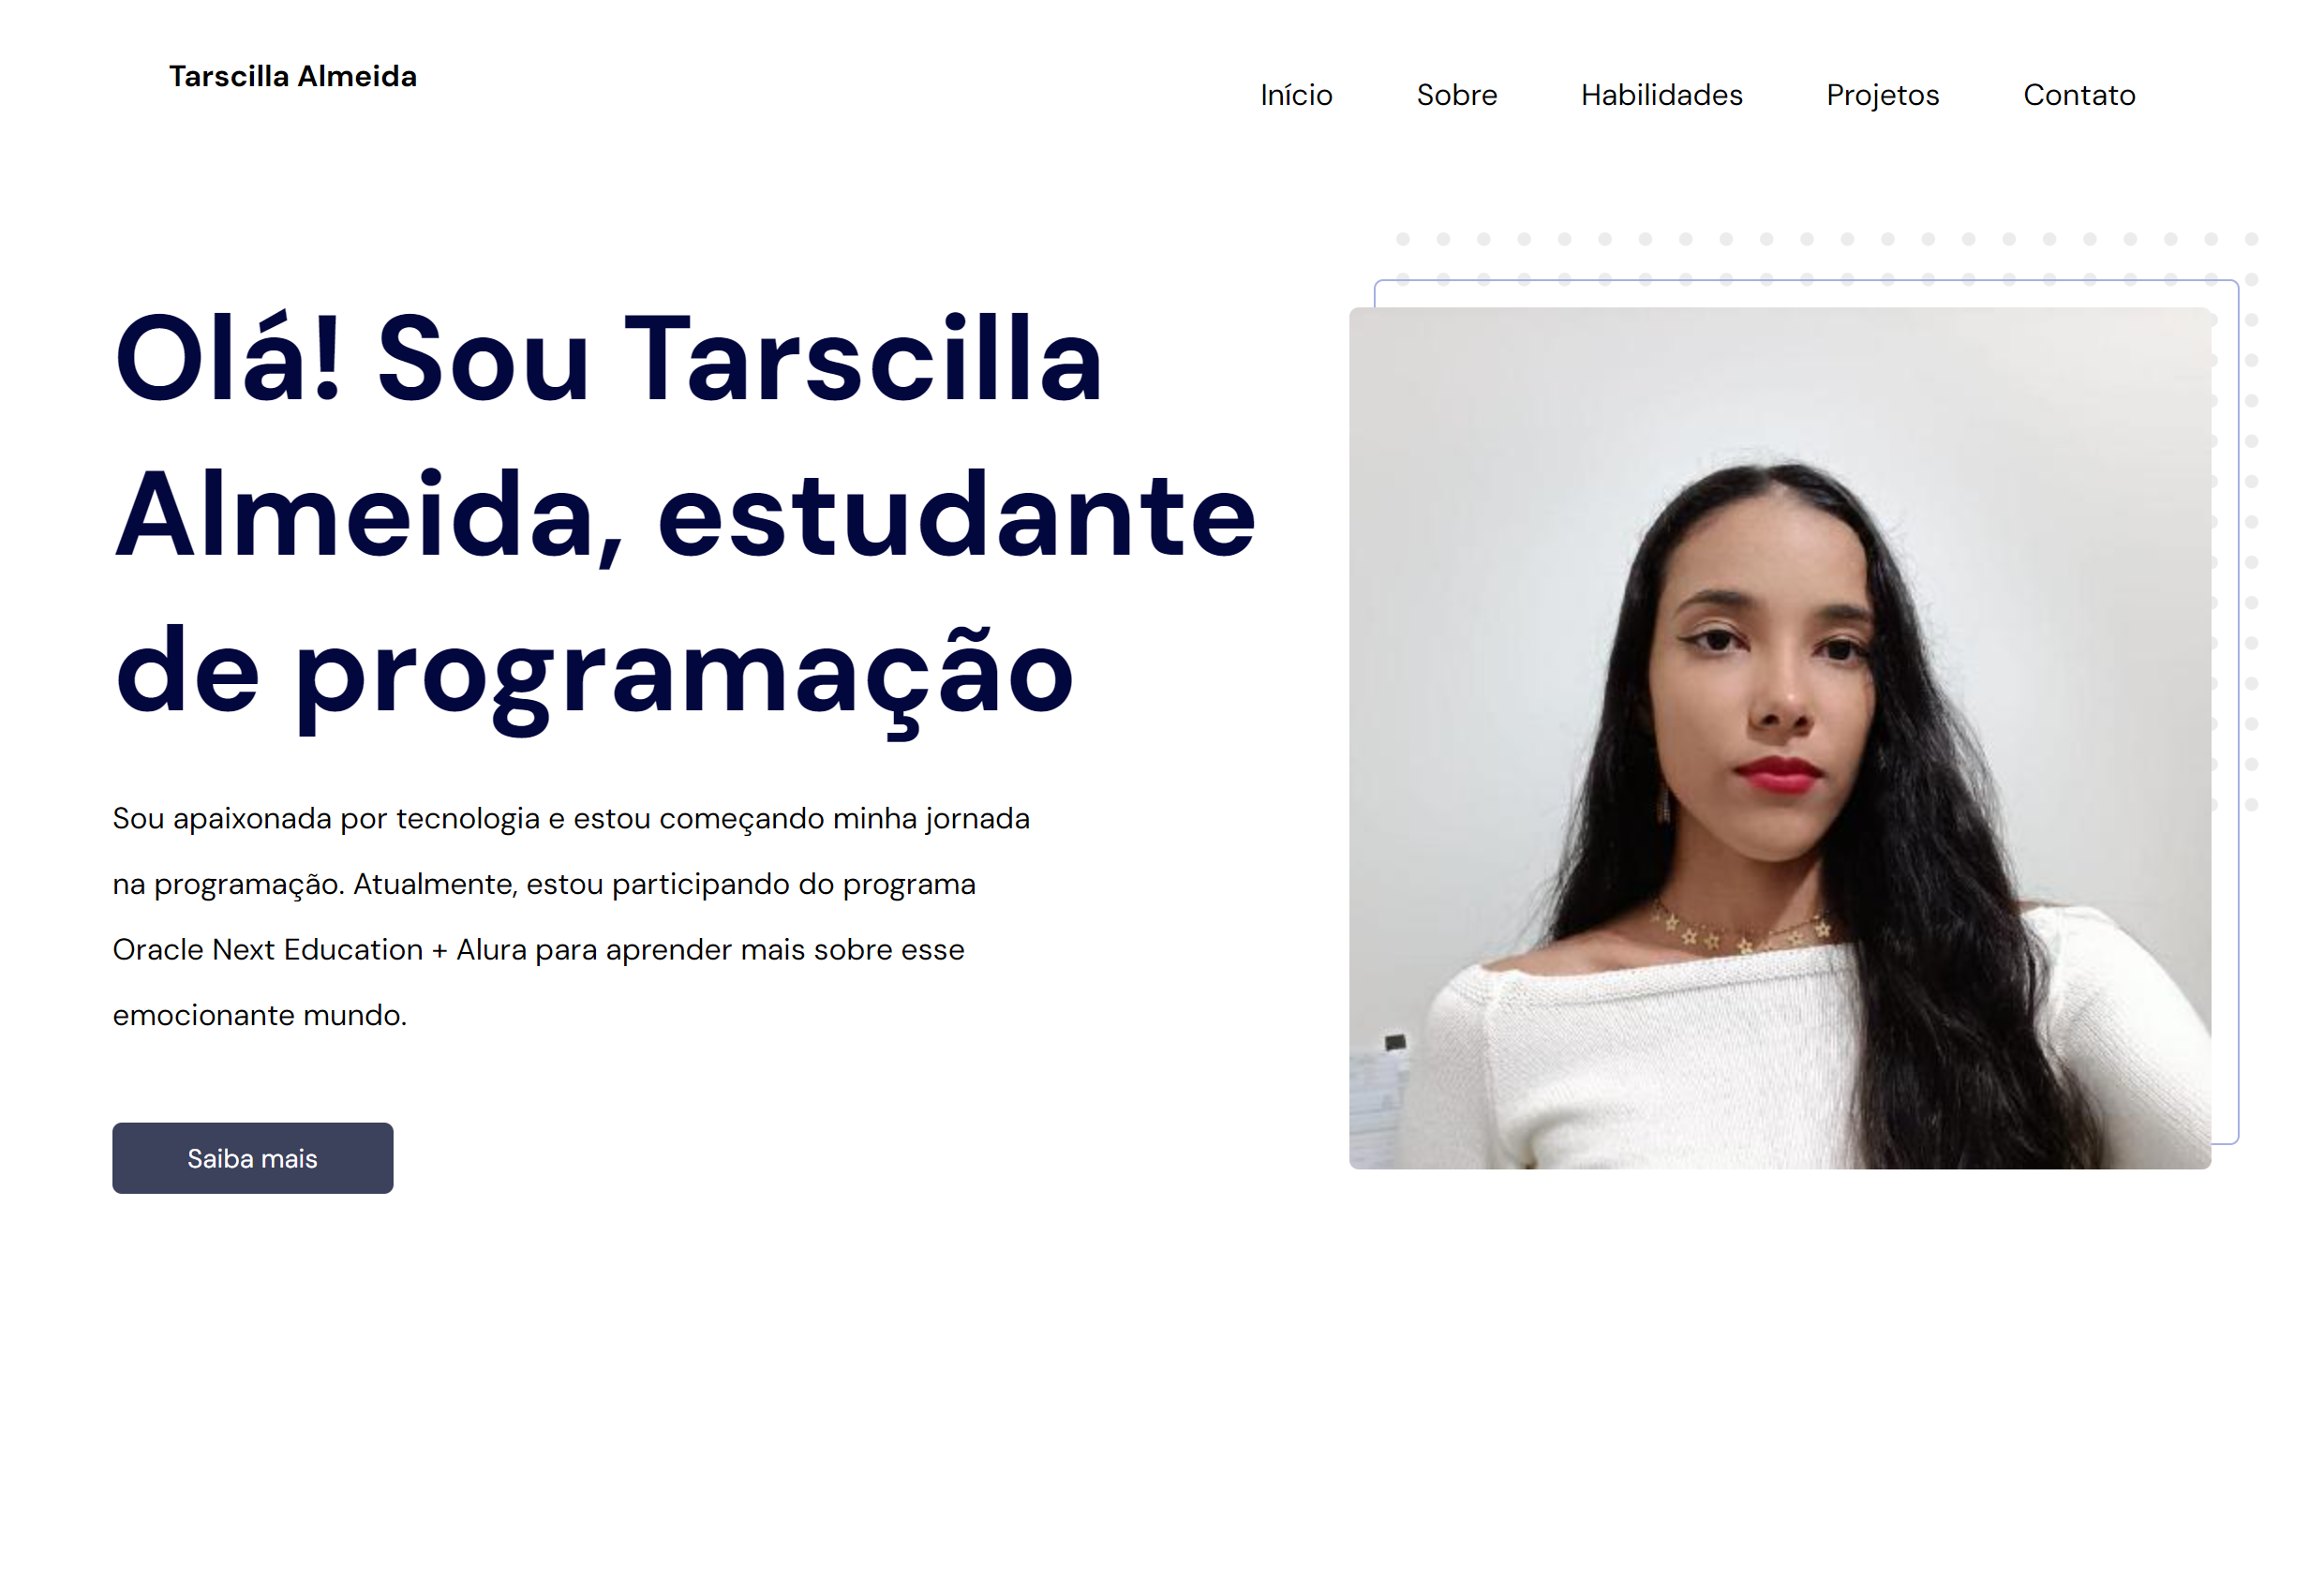 Tarscilla Almeida
Início Sobre Habilidades Projetos Contato
Olá! Sou Tarscilla
Almeida, estudante
de programação
Sou apaixonada por tecnologia e estou começando minha jornada
na programação. Atualmente, estou participando do programa
Oracle Next Education + Alura para aprender mais sobre esse
emocionante mundo.
Saiba mais